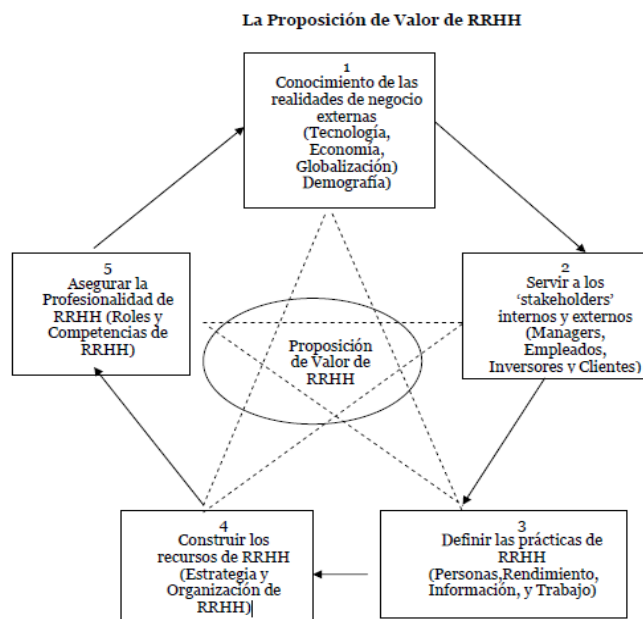 La Proposición de Valor de RRHH
1
Conocimiento de las
realidades de negocio
externas
(Tecnología,
Economía,
Globalización)
Demografía)
2
Servir a los
‘stakeholders’
internos y externos
(Managers,
Empleados,
Inversores y Clientes)
3
Definir las prácticas de
RRHH
(Personas,Rendimiento,
Información, y Trabajo)
4
Construir los
recursos de RRHH
(Estrategia y
Organización de
RRHH)
5
Asegurar la
Profesionalidad de
RRHH (Roles y
Competencias de
RRHH)
Proposición
de Valor de
RRHH